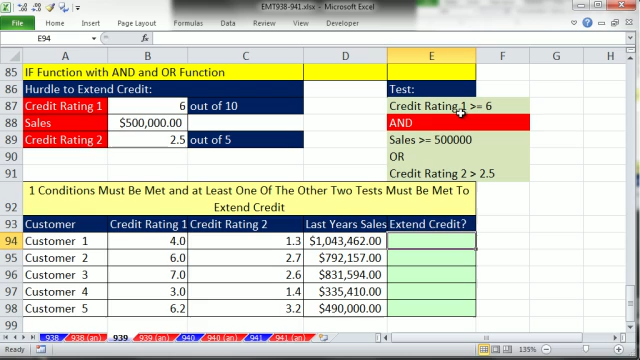 EMT938-941.xlsx - Microsoft Excel
File Home Insert Page Layout Formulas Data Review View Developer
E94 fx
A B C D E F G H
85 IF Function with AND and OR Function
86 Hurdle to Extend Credit: Test:
87 Credit Rating 1 6 out of 10 Credit Rating 1 >= 6
88 Sales $500,000.00 AND
89 Credit Rating 2 2.5 out of 5 Sales >= 500000
90 OR
91 Credit Rating 2 > 2.5
1 Conditions Must Be Met and at Least One Of The Other Two Tests Must Be Met To
92 Extend Credit
93 Customer Credit Rating 1 Credit Rating 2 Last Years Sales Extend Credit?
94 Customer 1 4.0 1.3 $1,043,462.00
95 Customer 2 6.0 2.7 $792,157.00
96 Customer 3 7.0 2.6 $831,594.00
97 Customer 4 3.0 1.4 $335,410.00
98 Customer 5 6.2 3.2 $490,000.00
99
938 938 (an) 939 939 (an) 940 940 (an) 941 941 (an)
135%